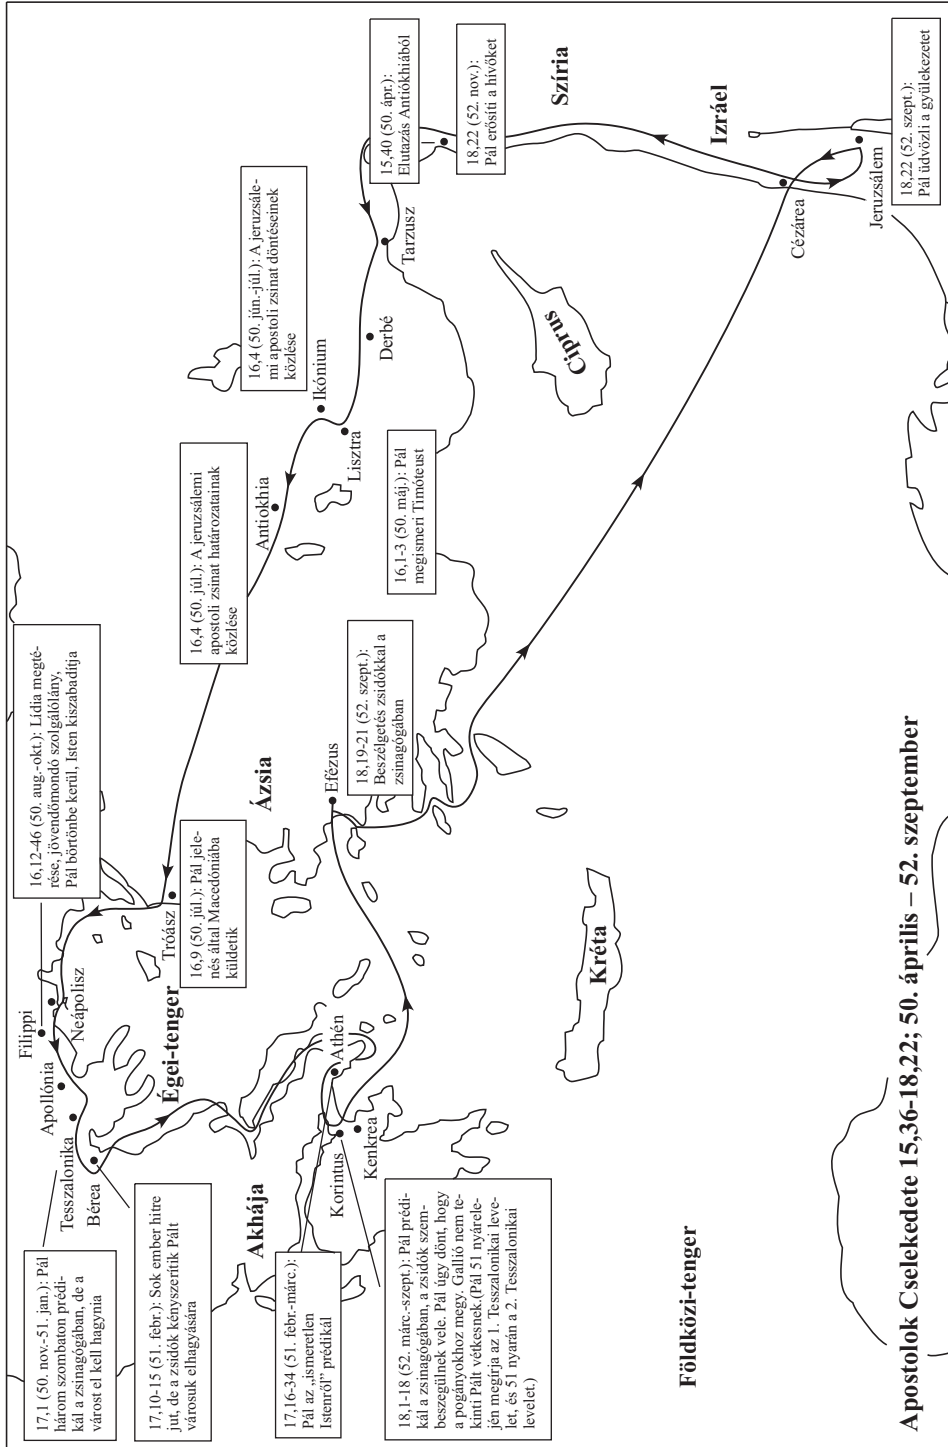 17,1 (50. nov.-51. jan.): Pál
három szombaton prédi-
kál a zsinagógában, de a
várost el kell hagynia
17,10-15 (51. febr.): Sok ember hitre
jut, de a zsidók kényszerítik Pált
városuk elhagyására
17,16-34 (51. febr.-márc.):
Pál az „ismeretlen
Istenről” prédikál
18,1-18 (52. márc.-szept.): Pál prédi-
kál a zsinagógában, a zsidók szem-
beszegülnek vele. Pál úgy dönt, hogy
a pogányokhoz megy. Gallió nem te-
kinti Pált vétkesnek.(Pál 51 nyárele-
jén megírja az 1. Tesszalonikai leve-
let, és 51 nyarán a 2. Tesszalonikai
levelet.)
Filippi
Neápolisz
Apollónia
Tesszalonika
Bérea
Égei-tenger
Akhája
Athén
Korintus
Kenkrea
16,12-46 (50. aug.-okt.): Lídia megté-
rése, jövendőmondó szolgálólány,
Pál börtönbe kerül, Isten kiszabadítja
Tróász
16,9 (50. júl.): Pál jele-
nés által Macedóniába
küldetik
Ázsia
Efézus
18,19-21 (52. szept.):
Beszélgetés zsidókkal a
zsinagógában
16,4 (50. júl.): A jeruzsálemi
apostoli zsinat határozatainak
közlése
Antiokhia
Ikónium
Lisztra
16,1-3 (50. máj.): Pál
megismeri Timóteust
16,4 (50. jún.-júl.): A jeruzsále-
mi apostoli zsinat döntéseinek
közlése
Derbé
Tarzusz
15,40 (50. ápr.):
Elutazás Antiókhiából
18,22 (52. nov.):
Pál erősíti a hívőket
Szíria
Izráel
Ciprus
Cézárea
Jeruzsálem
18,22 (52. szept.):
Pál üdvözli a gyülekezetet
Kréta
Földközi-tenger
Apostolok Cselekedete 15,36-18,22; 50. április – 52. szeptember